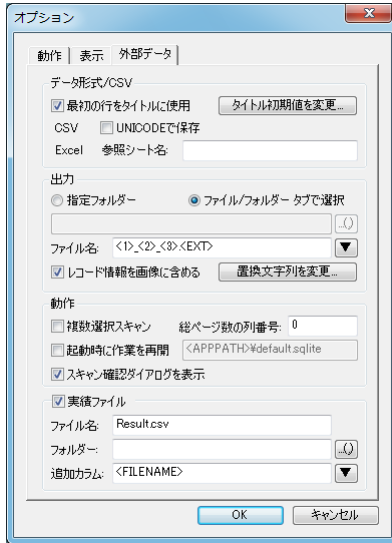 オプション
動作 表示 外部データ
データ形式/CSV
最初の行をタイトルに使用 タイトル初期値を変更...
CSV UNICODEで保存
Excel 参照シート名:
出力
指定フォルダー ファイル/フォルダー タブで選択
...()
ファイル名: <1>_<2>_<3>.<EXT>
レコード情報を画像に含める 置換文字列を変更...
動作
複数選択スキャン 総ページ数の列番号: 0
起動時に作業を再開 <APPPATH>¥default.sqlite
スキャン確認ダイアログを表示
実績ファイル
ファイル名: Result.csv
フォルダー: ...()
追加カラム: <FILENAME>
OK キャンセル